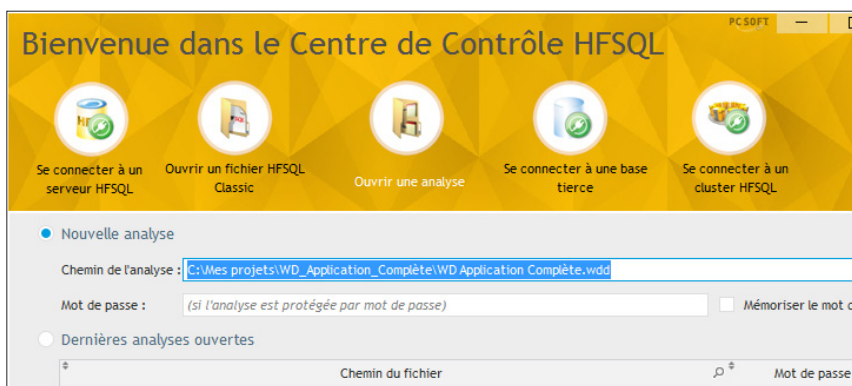 PC SOFT
Bienvenue dans le Centre de Contrôle HFSQL
Se connecter à un
serveur HFSQL
Ouvrir un fichier HFSQL
Classic
Ouvrir une analyse
Se connecter à une base
tierce
Se connecter à un
cluster HFSQL
Nouvelle analyse
Chemin de l'analyse : C:\Mes projets\WD_Application_Complète\WD Application Complète.wdd
Mot de passe : (si l'analyse est protégée par mot de passe) Mémoriser le mot
Dernières analyses ouvertes
Chemin du fichier Mot de passe